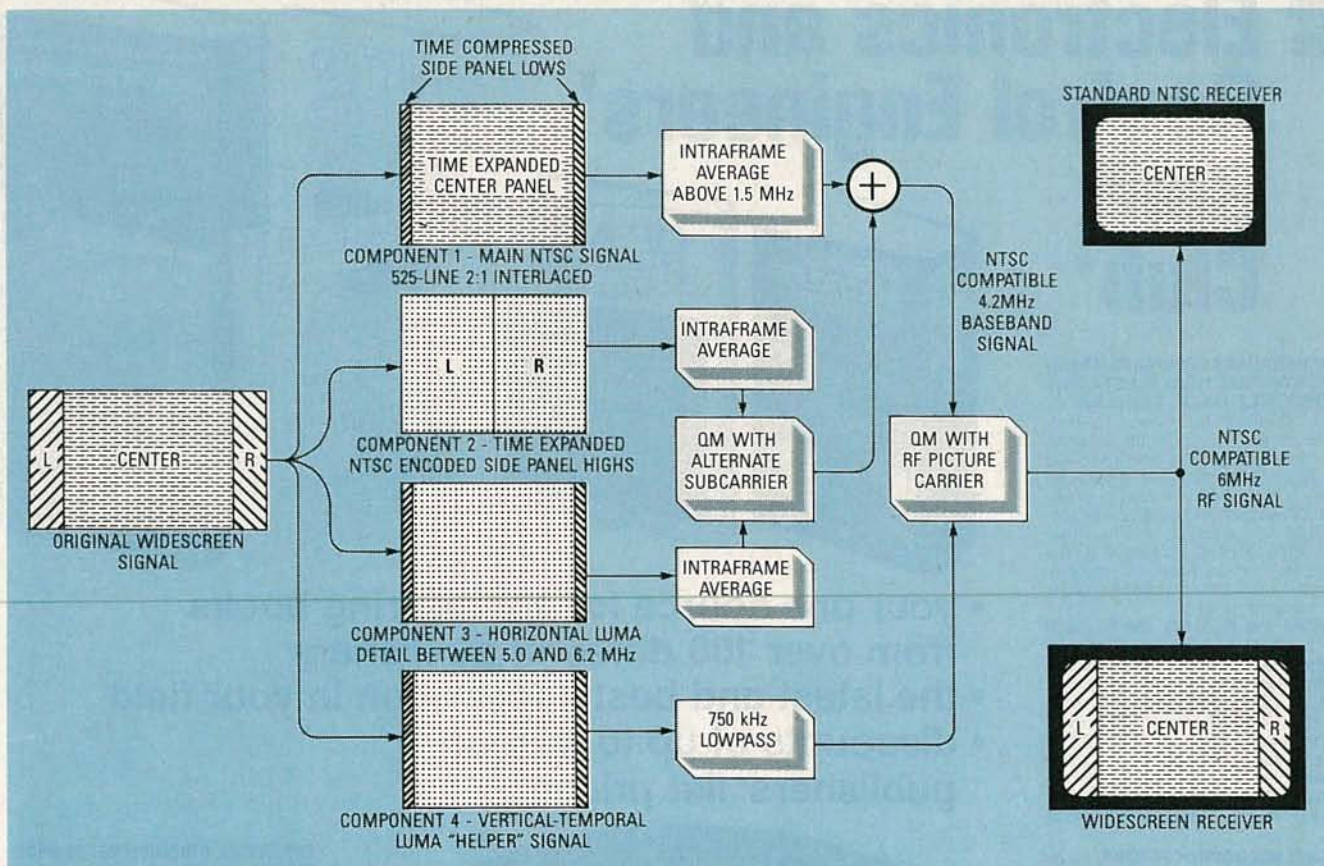 TIME COMPRESSED
SIDE PANEL LOWS
TIME EXPANDED
CENTER PANEL
COMPONENT 1 - MAIN NTSC SIGNAL
525-LINE 2:1 INTERLACED
INTRAFRAME
AVERAGE
ABOVE 1.5 MHz
+
STANDARD NTSC RECEIVER
CENTER
NTSC
COMPATIBLE
4.2MHz
BASEBAND
SIGNAL
L
R
COMPONENT 2 - TIME EXPANDED
NTSC ENCODED SIDE PANEL HIGHS
INTRAFRAME
AVERAGE
QM WITH
ALTERNATE
SUBCARRIER
QM WITH
RF PICTURE
CARRIER
NTSC
COMPATIBLE
6MHz
RF SIGNAL
L
CENTER
R
ORIGINAL WIDESCREEN
SIGNAL
INTRAFRAME
AVERAGE
COMPONENT 3 - HORIZONTAL LUMA
DETAIL BETWEEN 5.0 AND 6.2 MHz
750 kHz
LOWPASS
COMPONENT 4 - VERTICAL-TEMPORAL
LUMA "HELPER" SIGNAL
L
CENTER
R
WIDESCREEN RECEIVER